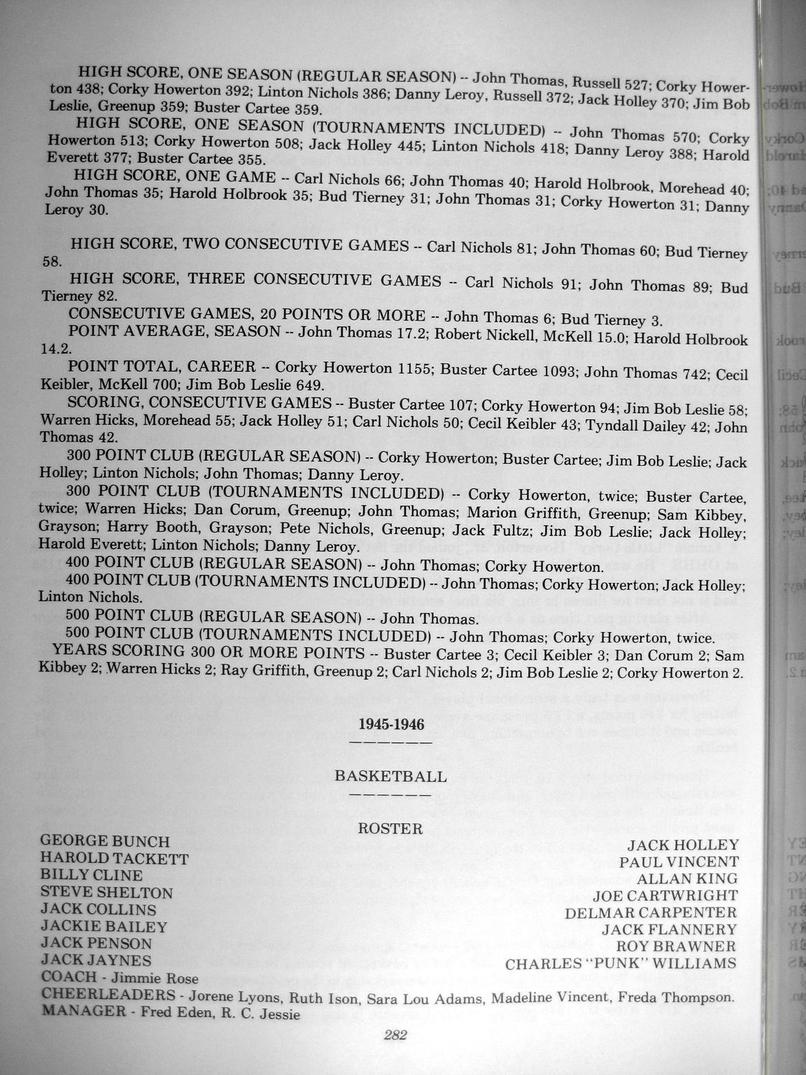 HIGH SCORE, ONE SEASON (REGULAR SEASON) -- John Thomas, Russell 527; Corky Hower-
ton 438; Corky Howerton 392; Linton Nichols 386; Danny Leroy, Russell 372; Jack Holley 370; Jim Bob
Leslie, Greenup 359; Buster Cartee 359.
HIGH SCORE, ONE SEASON (TOURNAMENTS INCLUDED) -- John Thomas 570; Corky
Howerton 513; Corky Howerton 508; Jack Holley 445; Linton Nichols 418; Danny Leroy 388; Harold
Everett 377; Buster Cartee 355.
HIGH SCORE, ONE GAME -- Carl Nichols 66; John Thomas 40; Harold Holbrook, Morehead 40;
John Thomas 35; Harold Holbrook 35; Bud Tierney 31; John Thomas 31; Corky Howerton 31; Danny
Leroy 30.
HIGH SCORE, TWO CONSECUTIVE GAMES -- Carl Nichols 81; John Thomas 60; Bud Tierney
58.
HIGH SCORE, THREE CONSECUTIVE GAMES -- Carl Nichols 91; John Thomas 89; Bud
Tierney 82.
CONSECUTIVE GAMES, 20 POINTS OR MORE -- John Thomas 6; Bud Tierney 3.
POINT AVERAGE, SEASON -- John Thomas 17.2; Robert Nickell, McKell 15.0; Harold Holbrook
14.2.
POINT TOTAL, CAREER -- Corky Howerton 1155; Buster Cartee 1093; John Thomas 742; Cecil
Keibler, McKell 700; Jim Bob Leslie 649.
SCORING, CONSECUTIVE GAMES -- Buster Cartee 107; Corky Howerton 94; Jim Bob Leslie 58;
Warren Hicks, Morehead 55; Jack Holley 51; Carl Nichols 50; Cecil Keibler 43; Tyndall Dailey 42; John
Thomas 42.
300 POINT CLUB (REGULAR SEASON) -- Corky Howerton; Buster Cartee; Jim Bob Leslie; Jack
Holley; Linton Nichols; John Thomas; Danny Leroy.
300 POINT CLUB (TOURNAMENTS INCLUDED) -- Corky Howerton, twice; Buster Cartee,
twice; Warren Hicks; Dan Corum, Greenup; John Thomas; Marion Griffith, Greenup; Sam Kibbey,
Grayson; Harry Booth, Grayson; Pete Nichols, Greenup; Jack Fultz; Jim Bob Leslie; Jack Holley;
Harold Everett; Linton Nichols; Danny Leroy.
400 POINT CLUB (REGULAR SEASON) -- John Thomas; Corky Howerton.
400 POINT CLUB (TOURNAMENTS INCLUDED) -- John Thomas; Corky Howerton; Jack Holley;
Linton Nichols.
500 POINT CLUB (REGULAR SEASON) -- John Thomas.
500 POINT CLUB (TOURNAMENTS INCLUDED) -- John Thomas; Corky Howerton, twice.
YEARS SCORING 300 OR MORE POINTS -- Buster Cartee 3; Cecil Keibler 3; Dan Corum 2; Sam
Kibbey 2; Warren Hicks 2; Ray Griffith, Greenup 2; Carl Nichols 2; Jim Bob Leslie 2; Corky Howerton 2.
1945-1946
BASKETBALL
ROSTER
GEORGE BUNCH
HAROLD TACKETT
BILLY CLINE
STEVE SHELTON
JACK COLLINS
JACKIE BAILEY
JACK PENSON
JACK JAYNES
JACK HOLLEY
PAUL VINCENT
ALLAN KING
JOE CARTWRIGHT
DELMAR CARPENTER
JACK FLANNERY
ROY BRAWNER
CHARLES "PUNK" WILLIAMS
COACH - Jimmie Rose
CHEERLEADERS - Jorene Lyons, Ruth Ison, Sara Lou Adams, Madeline Vincent, Freda Thompson.
MANAGER - Fred Eden, R. C. Jessie
282